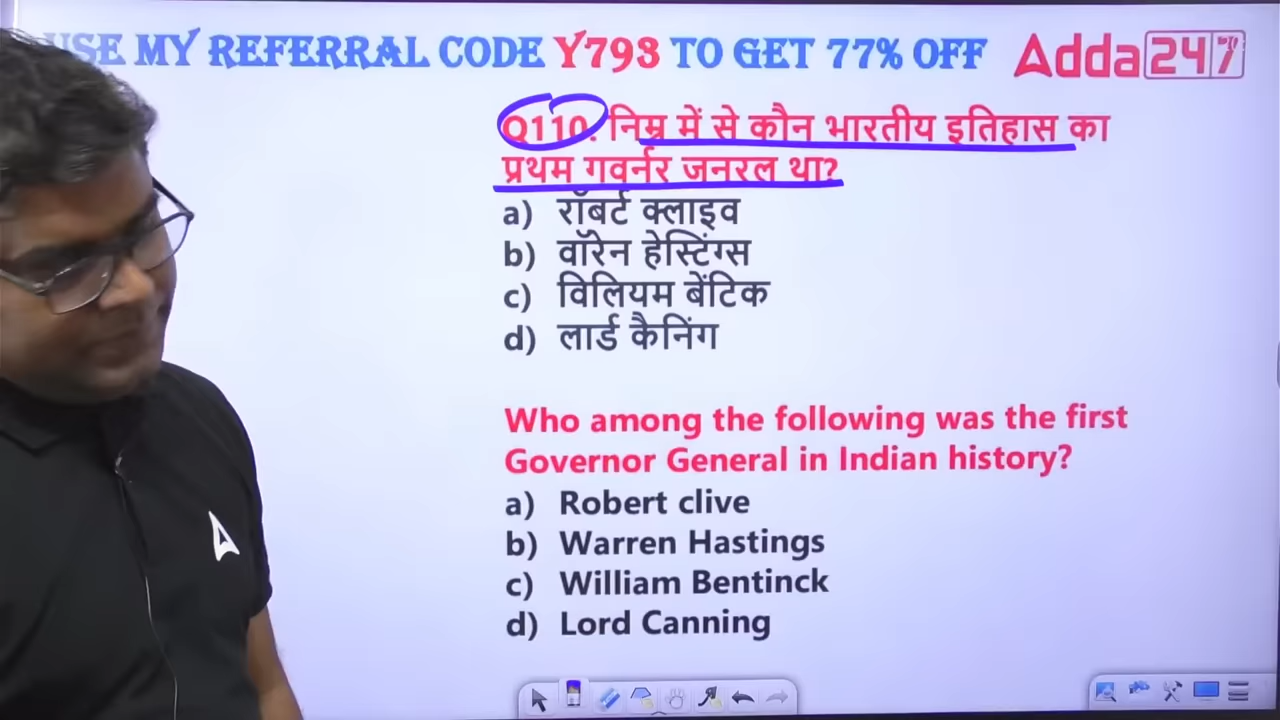 USE MY REFERRAL CODE Y793 TO GET 77% OFF
Adda247
Q110. निम्न में से कौन भारतीय इतिहास का
प्रथम गवर्नर जनरल था?
a) रॉबर्ट क्लाइव
b) वॉरेन हेस्टिंग्स
c) विलियम बेंटिक
d) लार्ड कैनिंग
Who among the following was the first
Governor General in Indian history?
a) Robert clive
b) Warren Hastings
c) William Bentinck
d) Lord Canning